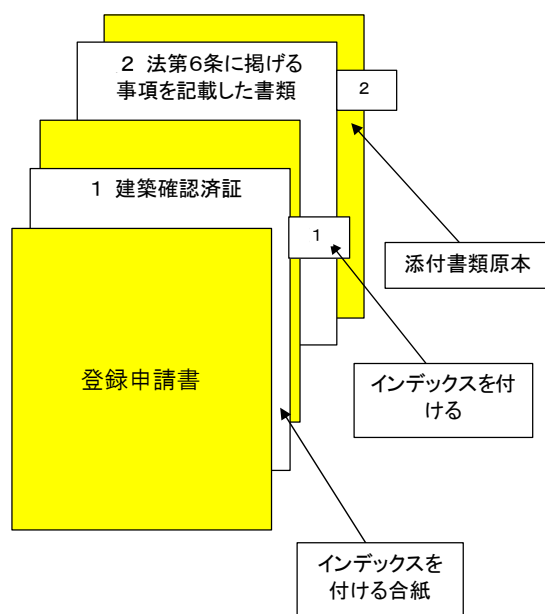 ２ 法第６条に掲げる
事項を記載した書類
２
１ 建築確認済証
１
添付書類原本
登録申請書
インデックスを付
ける
インデックスを
付ける合紙